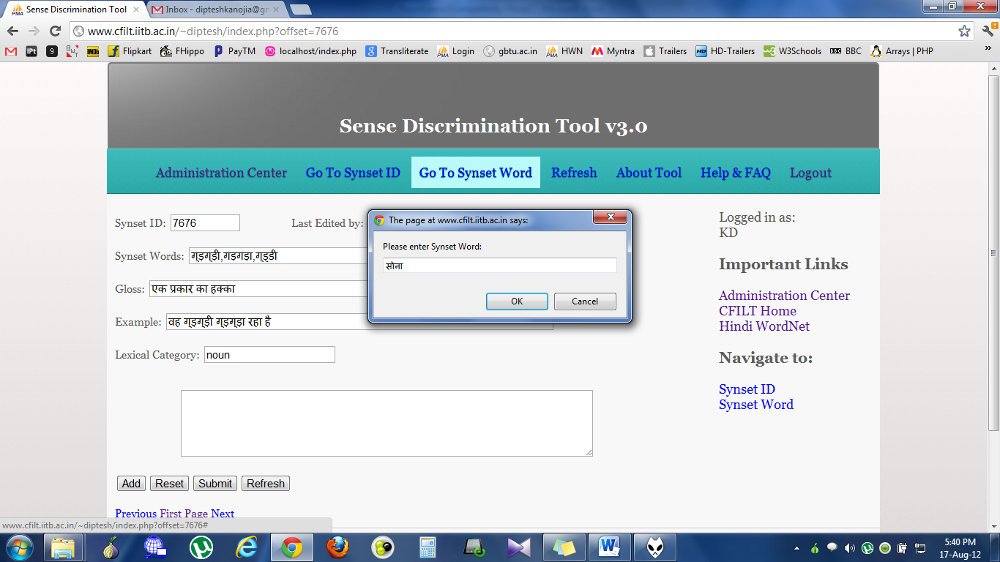 Sense Discrimination Tool
Inbox - dipteshkanojia@gn
www.cfilt.iitb.ac.in/~diptesh/index.php?offset=7676
iPt 9 IMDb Flipkart FHippo PayTM localhost/index.php Transliterate Login gbtu.ac.in HWN Myntra Trailers HD-Trailers W3Schools BBC Arrays | PHP »
Sense Discrimination Tool v3.0
Administration Center Go To Synset ID Go To Synset Word Refresh About Tool Help & FAQ Logout
Synset ID: 7676 Last Edited by:
Synset Words: गुड़गुड़ी,गड़गड़ा,गुड्डी
Gloss: एक प्रकार का हुक्का
Example: वह गुड़गुड़ी गुड़गुड़ा रहा है
Lexical Category: noun
The page at www.cfilt.iitb.ac.in says:
Please enter Synset Word:
सोना
OK Cancel
Logged in as:
KD
Important Links
Administration Center
CFILT Home
Hindi WordNet
Navigate to:
Synset ID
Synset Word
Add Reset Submit Refresh
Previous First Page Next
www.cfilt.iitb.ac.in/~diptesh/index.php?offset=7676#
5:40 PM
17-Aug-12